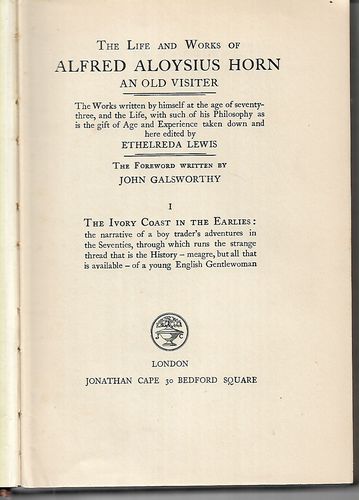 The Life and Works of
ALFRED ALOYSIUS HORN
AN OLD VISITER
The Works written by himself at the age of seventy-
three, and the Life, with such of his Philosophy as
is the gift of Age and Experience taken down and
here edited by
ETHELREDA LEWIS
The Foreword written by
JOHN GALSWORTHY
I
The Ivory Coast in the Earlies:
the narrative of a boy trader's adventures in
the Seventies, through which runs the strange
thread that is the History – meagre, but all that
is available – of a young English Gentlewoman
J C
LONDON
JONATHAN CAPE 30 BEDFORD SQUARE